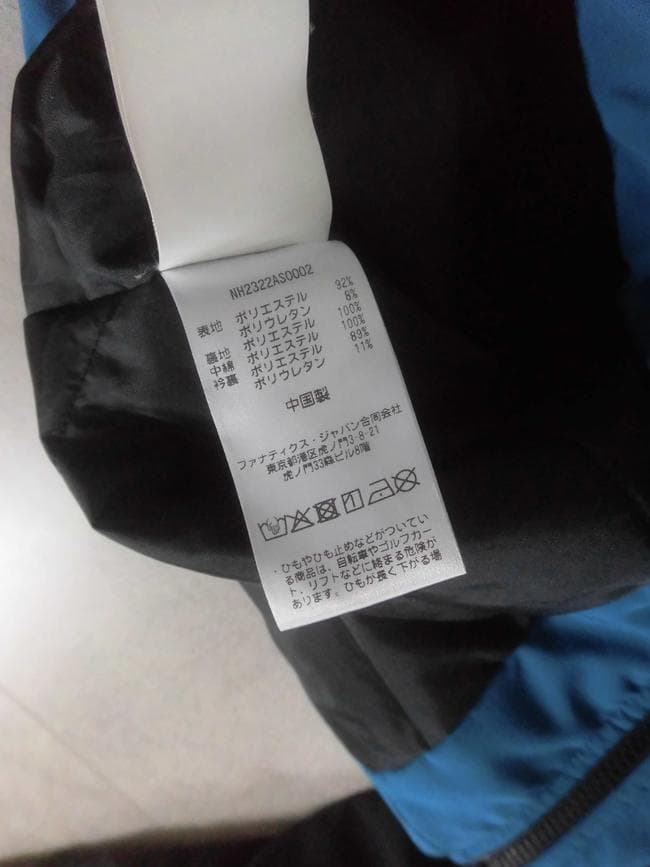 NH2322AS0002
表地 ポリエステル 92%
ポリウレタン 8%
裏地 ポリエステル 100%
中綿 ポリエステル 100%
衿裏 ポリエステル 89%
ポリウレタン 11%
中国製
ファナティクス・ジャパン合同会社
東京都港区虎ノ門3-8-21
虎ノ門33森ビル8階
・ひもやひも止めなどがついてい
る商品は、自転車やゴルフカー
ト、リフトなどに絡まる危険が
あります。ひもが長く下がる場